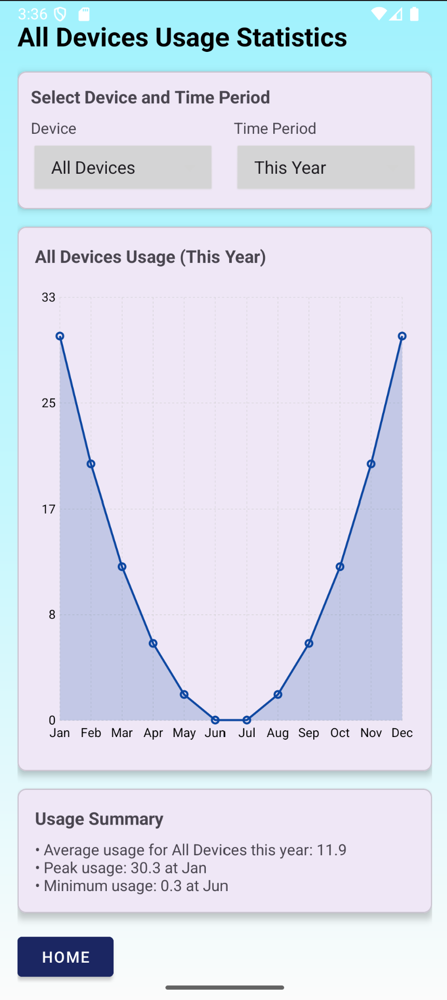 3:36
All Devices Usage Statistics
Select Device and Time Period
Device Time Period
All Devices This Year
All Devices Usage (This Year)
33
25
17
8
0
Jan Feb Mar Apr May Jun Jul Aug Sep Oct Nov Dec
Usage Summary
• Average usage for All Devices this year: 11.9
• Peak usage: 30.3 at Jan
• Minimum usage: 0.3 at Jun
HOME